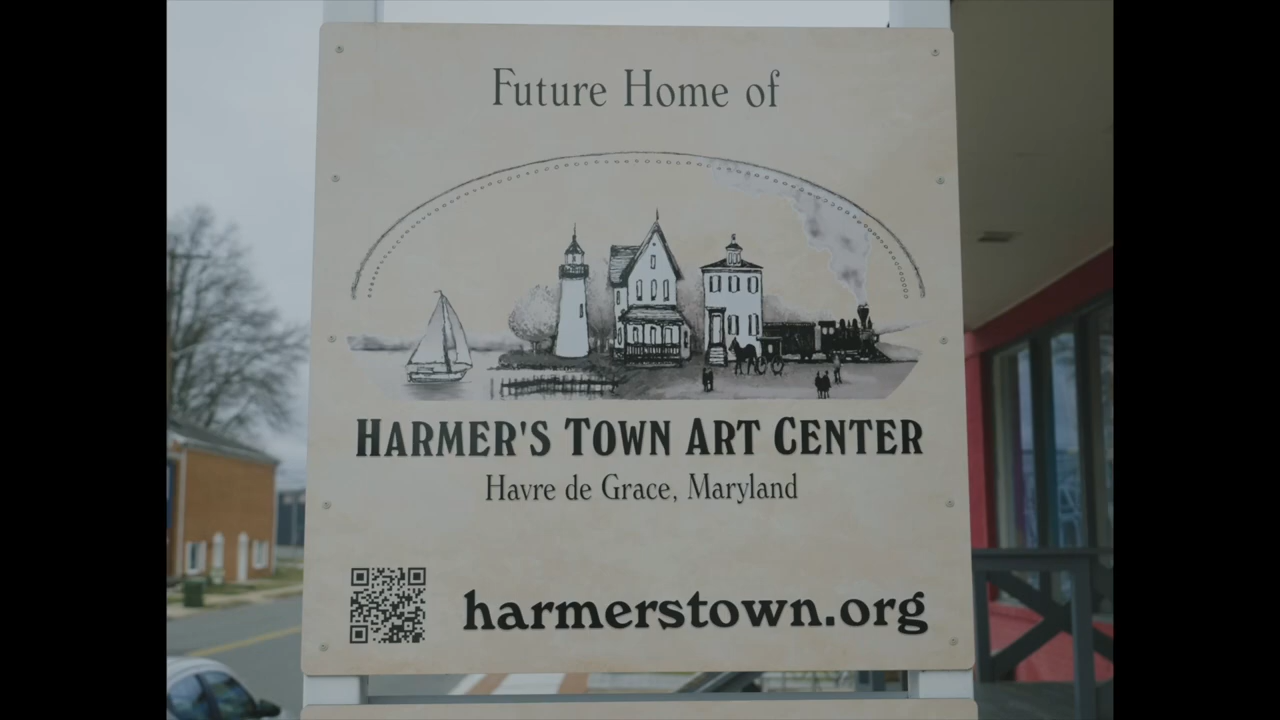 Future Home of
HARMER'S TOWN ART CENTER
Havre de Grace, Maryland
harmerstown.org